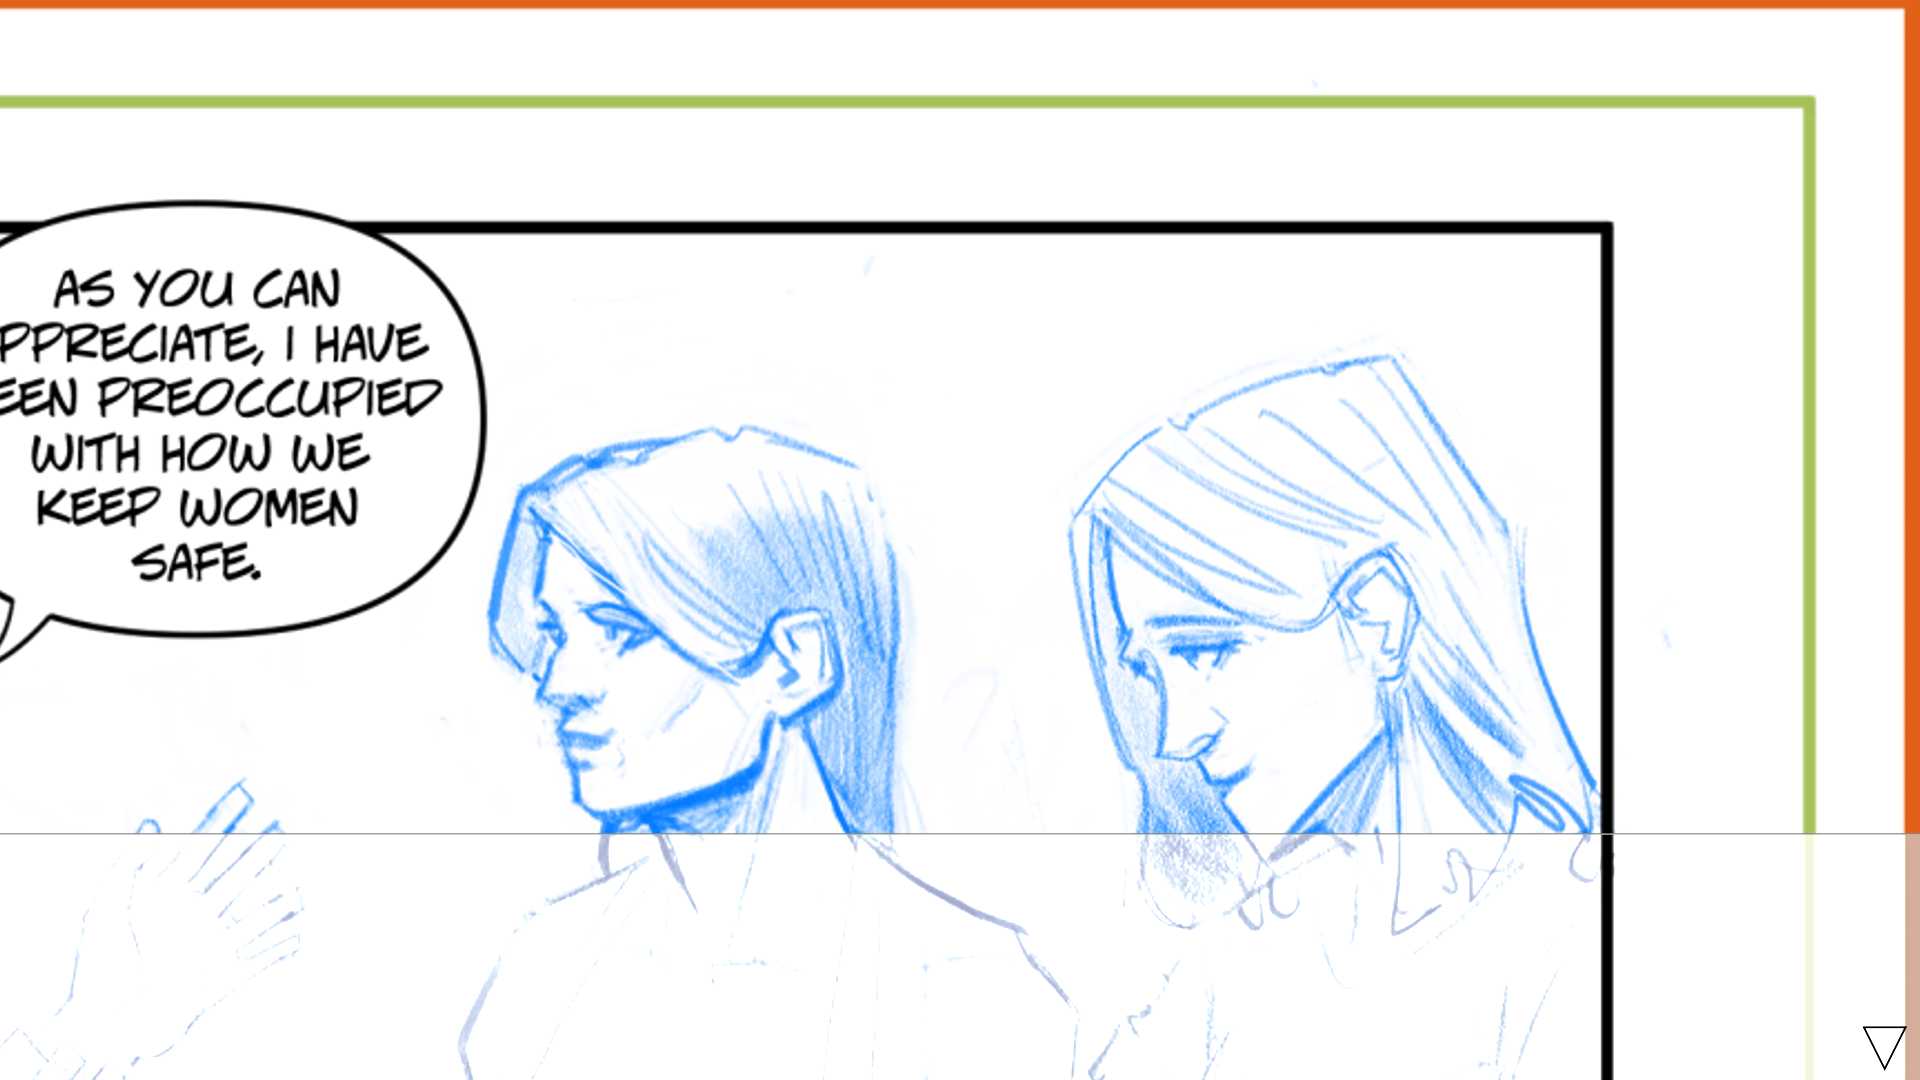 AS YOU CAN
PPRECIATE, I HAVE
EEN PREOCCUPIED
WITH HOW WE
KEEP WOMEN
SAFE.